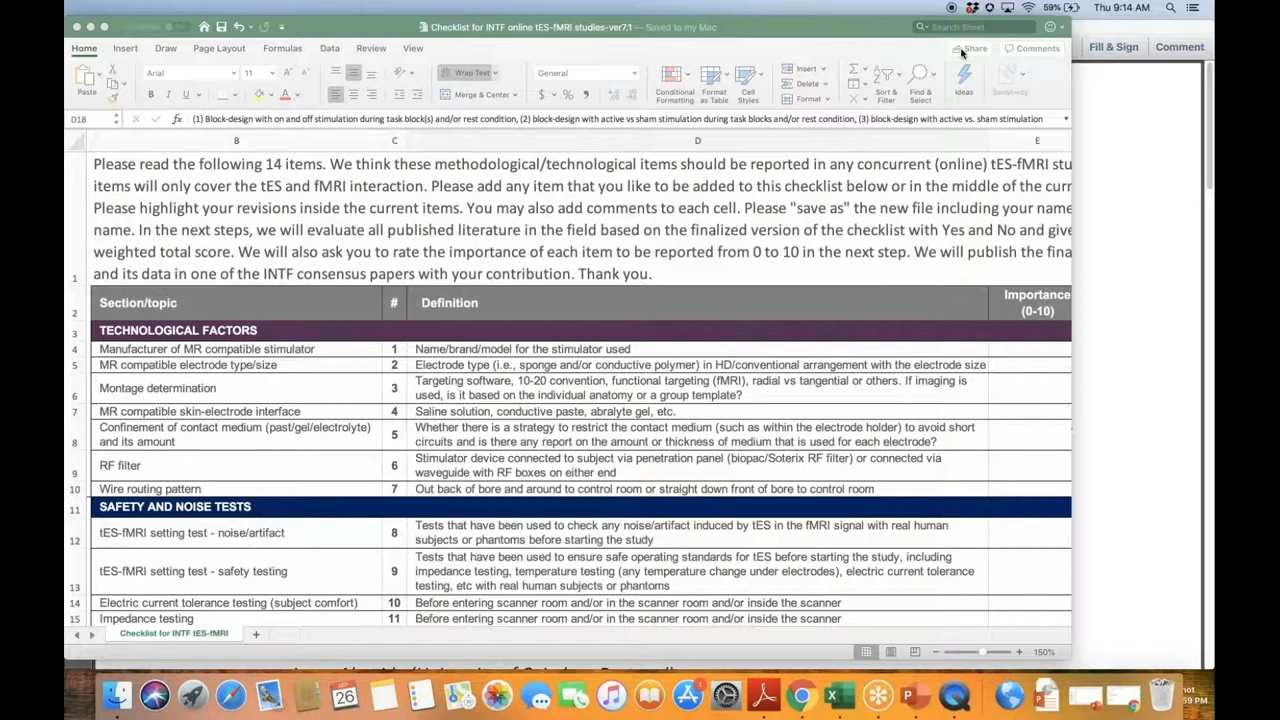 59%
Thu 9:14 AM
Checklist for INTF online tES-fMRI studies-ver7.1 — Saved to my Mac
Search Sheet
Home Insert Draw Page Layout Formulas Data Review View
Share Comments
Fill & Sign Comment
Paste
Arial 11
Wrap Text
General
Merge & Center
Conditional Formatting
Format as Table
Cell Styles
Insert
Delete
Format
Sort & Filter
Find & Select
Ideas
Sensitivity
D18 fx (1) Block-design with on and off stimulation during task block(s) and/or rest condition, (2) block-design with active vs sham stimulation during task blocks and/or rest condition, (3) block-design with active vs. sham stimulation
B C D E
Please read the following 14 items. We think these methodological/technological items should be reported in any concurrent (online) tES-fMRI stu
items will only cover the tES and fMRI interaction. Please add any item that you like to be added to this checklist below or in the middle of the curr
Please highlight your revisions inside the current items. You may also add comments to each cell. Please "save as" the new file including your name
name. In the next steps, we will evaluate all published literature in the field based on the finalized version of the checklist with Yes and No and give
weighted total score. We will also ask you to rate the importance of each item to be reported from 0 to 10 in the next step. We will publish the fina
1 and its data in one of the INTF consensus papers with your contribution. Thank you.
2 Section/topic # Definition Importance (0-10)
3 TECHNOLOGICAL FACTORS
4 Manufacturer of MR compatible stimulator 1 Name/brand/model for the stimulator used
5 MR compatible electrode type/size 2 Electrode type (i.e., sponge and/or conductive polymer) in HD/conventional arrangement with the electrode size
6 Montage determination 3 Targeting software, 10-20 convention, functional targeting (fMRI), radial vs tangential or others. If imaging is
used, is it based on the individual anatomy or a group template?
7 MR compatible skin-electrode interface 4 Saline solution, conductive paste, abralyte gel, etc.
8 Confinement of contact medium (past/gel/electrolyte) and its amount 5 Whether there is a strategy to restrict the contact medium (such as within the electrode holder) to avoid short
circuits and is there any report on the amount or thickness of medium that is used for each electrode?
9 RF filter 6 Stimulator device connected to subject via penetration panel (biopac/Soterix RF filter) or connected via
waveguide with RF boxes on either end
10 Wire routing pattern 7 Out back of bore and around to control room or straight down front of bore to control room
11 SAFETY AND NOISE TESTS
12 tES-fMRI setting test - noise/artifact 8 Tests that have been used to check any noise/artifact induced by tES in the fMRI signal with real human
subjects or phantoms before starting the study
13 tES-fMRI setting test - safety testing 9 Tests that have been used to ensure safe operating standards for tES before starting the study, including
impedance testing, temperature testing (any temperature change under electrodes), electric current tolerance
testing, etc with real human subjects or phantoms
14 Electric current tolerance testing (subject comfort) 10 Before entering scanner room and/or in the scanner room and/or inside the scanner
15 Impedance testing 11 Before entering scanner room and/or in the scanner room and/or inside the scanner
Checklist for INTF tES-fMRI
150%